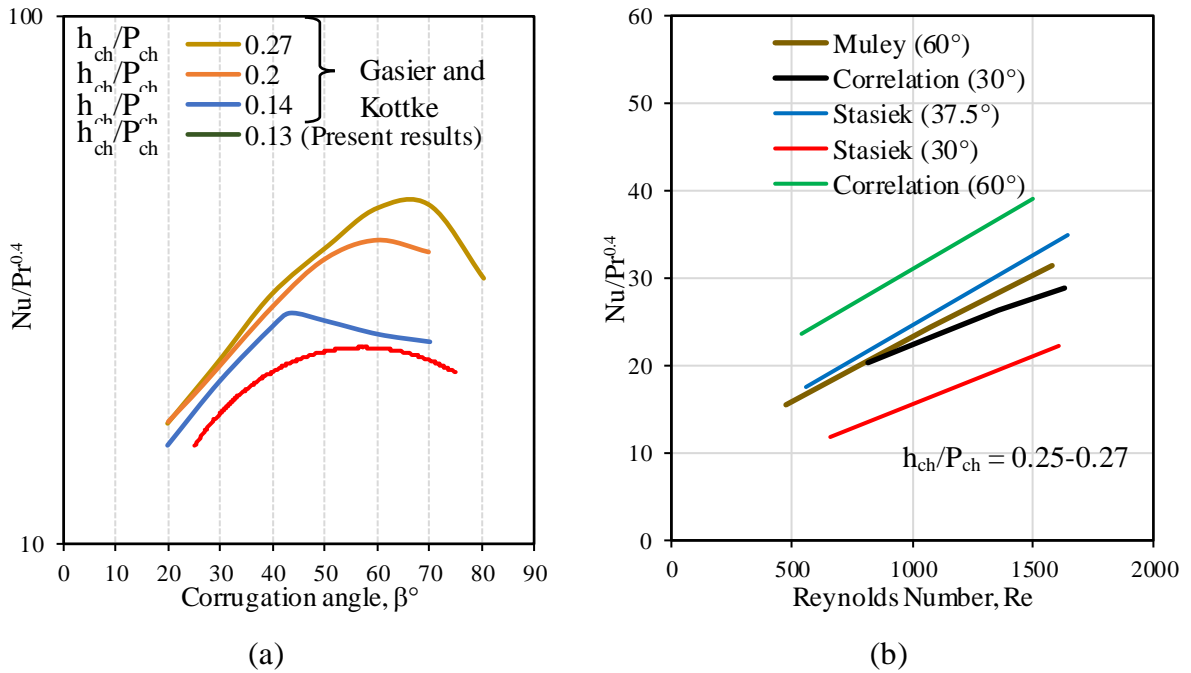 100
h_ch/P_ch 0.27
h_ch/P_ch 0.2
h_ch/P_ch 0.14
h_ch/P_ch 0.13 (Present results)
Gasier and
Kottke
Nu/Pr^0.4
10
0 10 20 30 40 50 60 70 80 90
Corrugation angle, β°
(a)
60
50
40
30
20
10
0
Muley (60°)
Correlation (30°)
Stasiek (37.5°)
Stasiek (30°)
Correlation (60°)
Nu/Pr^0.4
h_ch/P_ch = 0.25-0.27
0 500 1000 1500 2000
Reynolds Number, Re
(b)